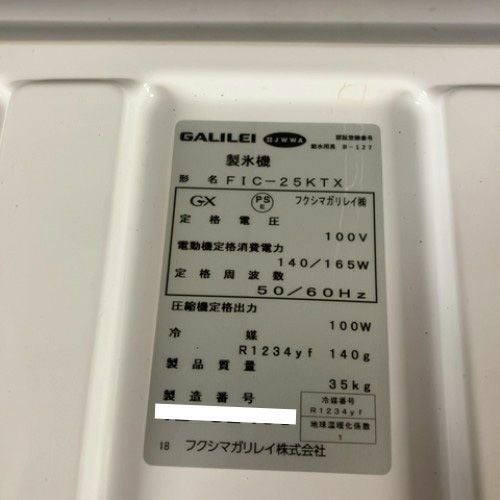 GALILEI JWWA 認証登録番号
給水用具 B-127
製氷機
形名 FIC-25KTX
GX PS E フクシマガリレイ㈱
定格電圧
100V
電動機定格消費電力
140/165W
定格周波数
50/60Hz
圧縮機定格出力
100W
冷媒
R1234yf 140g
製品質量
35kg
製造番号
冷媒番号
R1234yf
地球温暖化係数
1
18 フクシマガリレイ株式会社